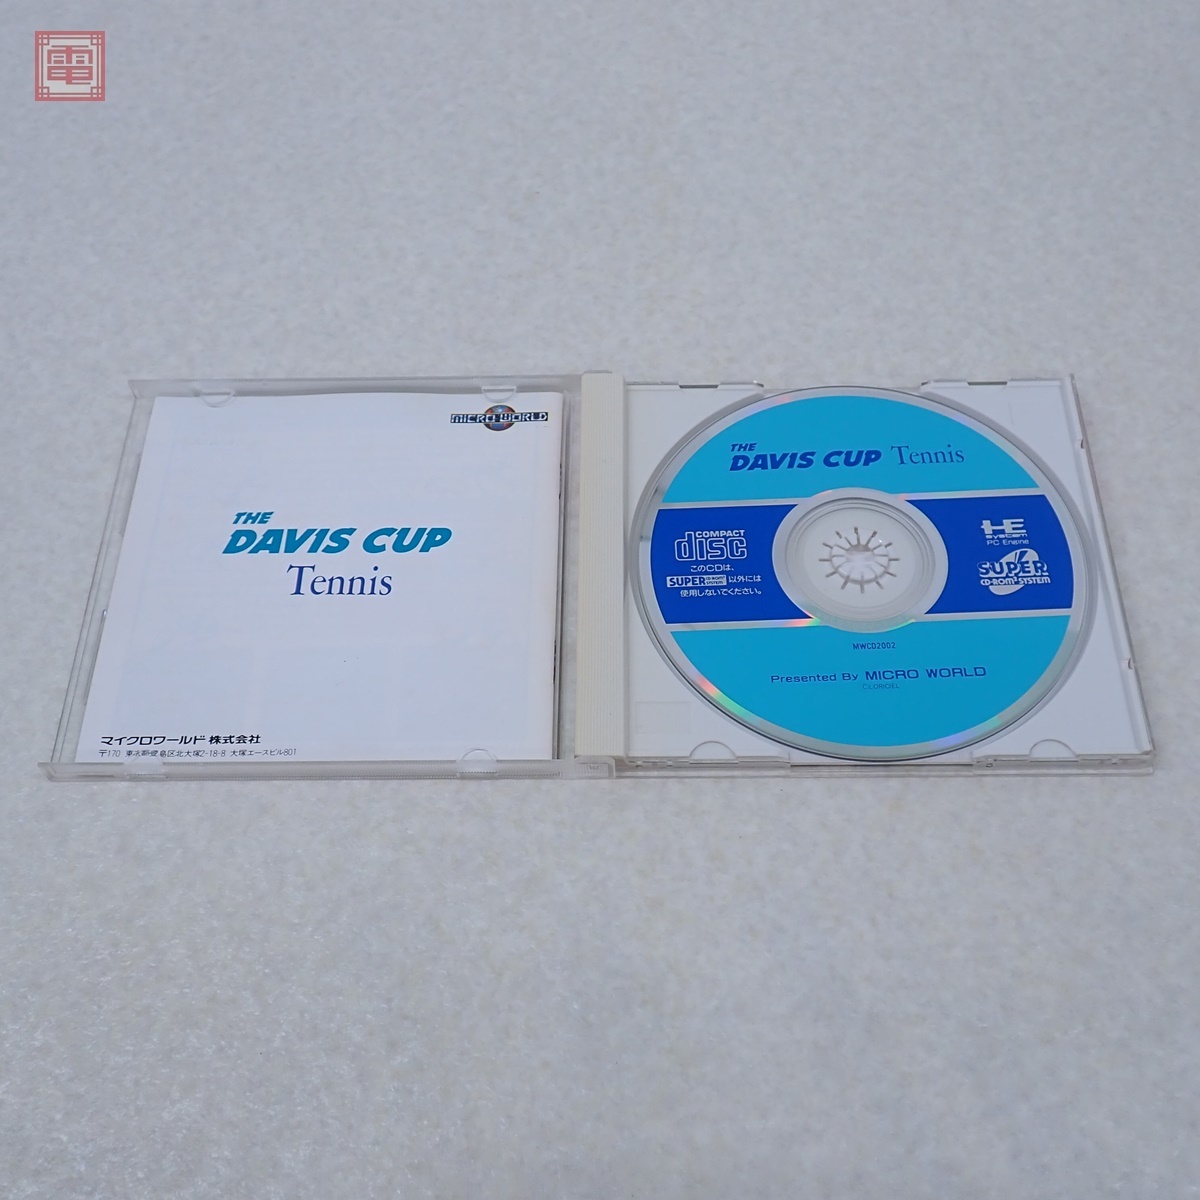 電
MICRO WORLD
THE
DAVIS CUP
Tennis
マイクロワールド 株式会社
〒170 東京都豊島区北大塚2-18-8 大塚エースビル801
THE
DAVIS CUP Tennis
COMPACT
disc
このCDは、
SUPER CD-ROM² SYSTEM 以外には
使用しないでください。
HE
System
PC Engine
SUPER
CD-ROM² SYSTEM
MWCD2002
Presented By MICRO WORLD
©LORICIEL